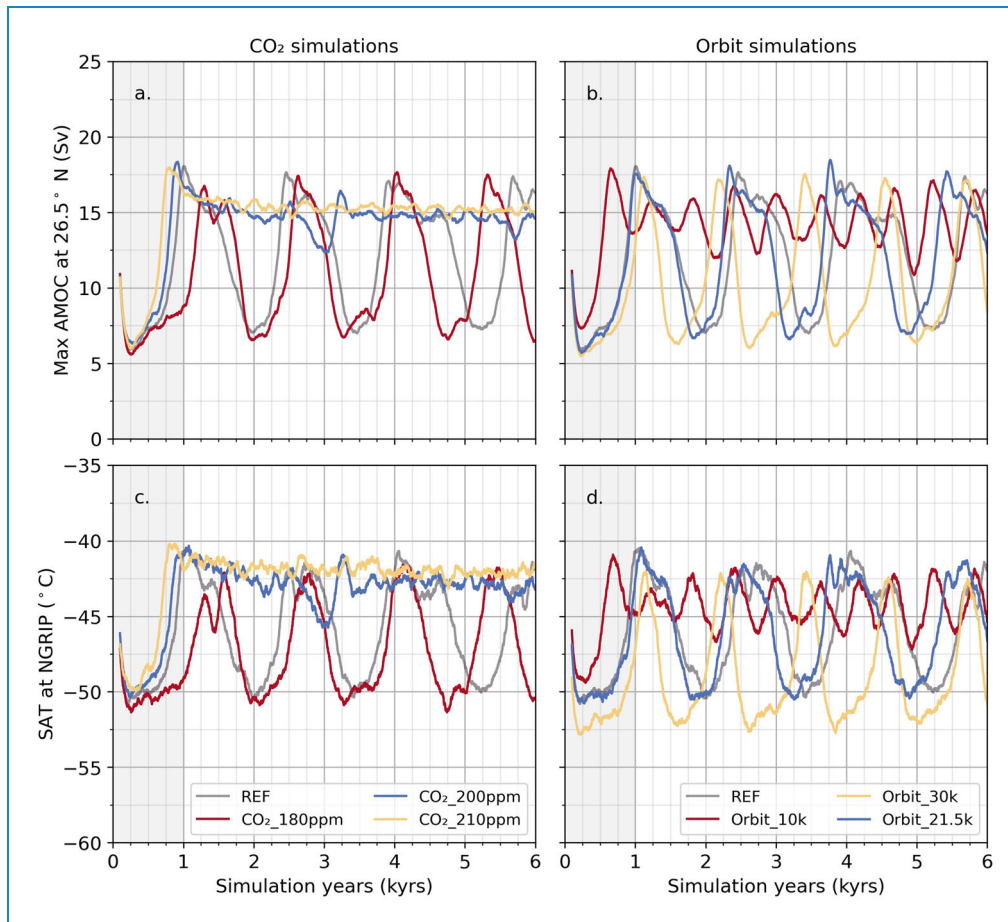 CO₂ simulations
Orbit simulations
Max AMOC at 26.5° N (Sv)
25
20
15
10
5
0
a.
b.
SAT at NGRIP (°C)
−35
−40
−45
−50
−55
−60
c.
d.
REF
CO₂_180ppm
CO₂_200ppm
CO₂_210ppm
REF
Orbit_10k
Orbit_30k
Orbit_21.5k
0 1 2 3 4 5 6
0 1 2 3 4 5 6
Simulation years (kyrs)
Simulation years (kyrs)